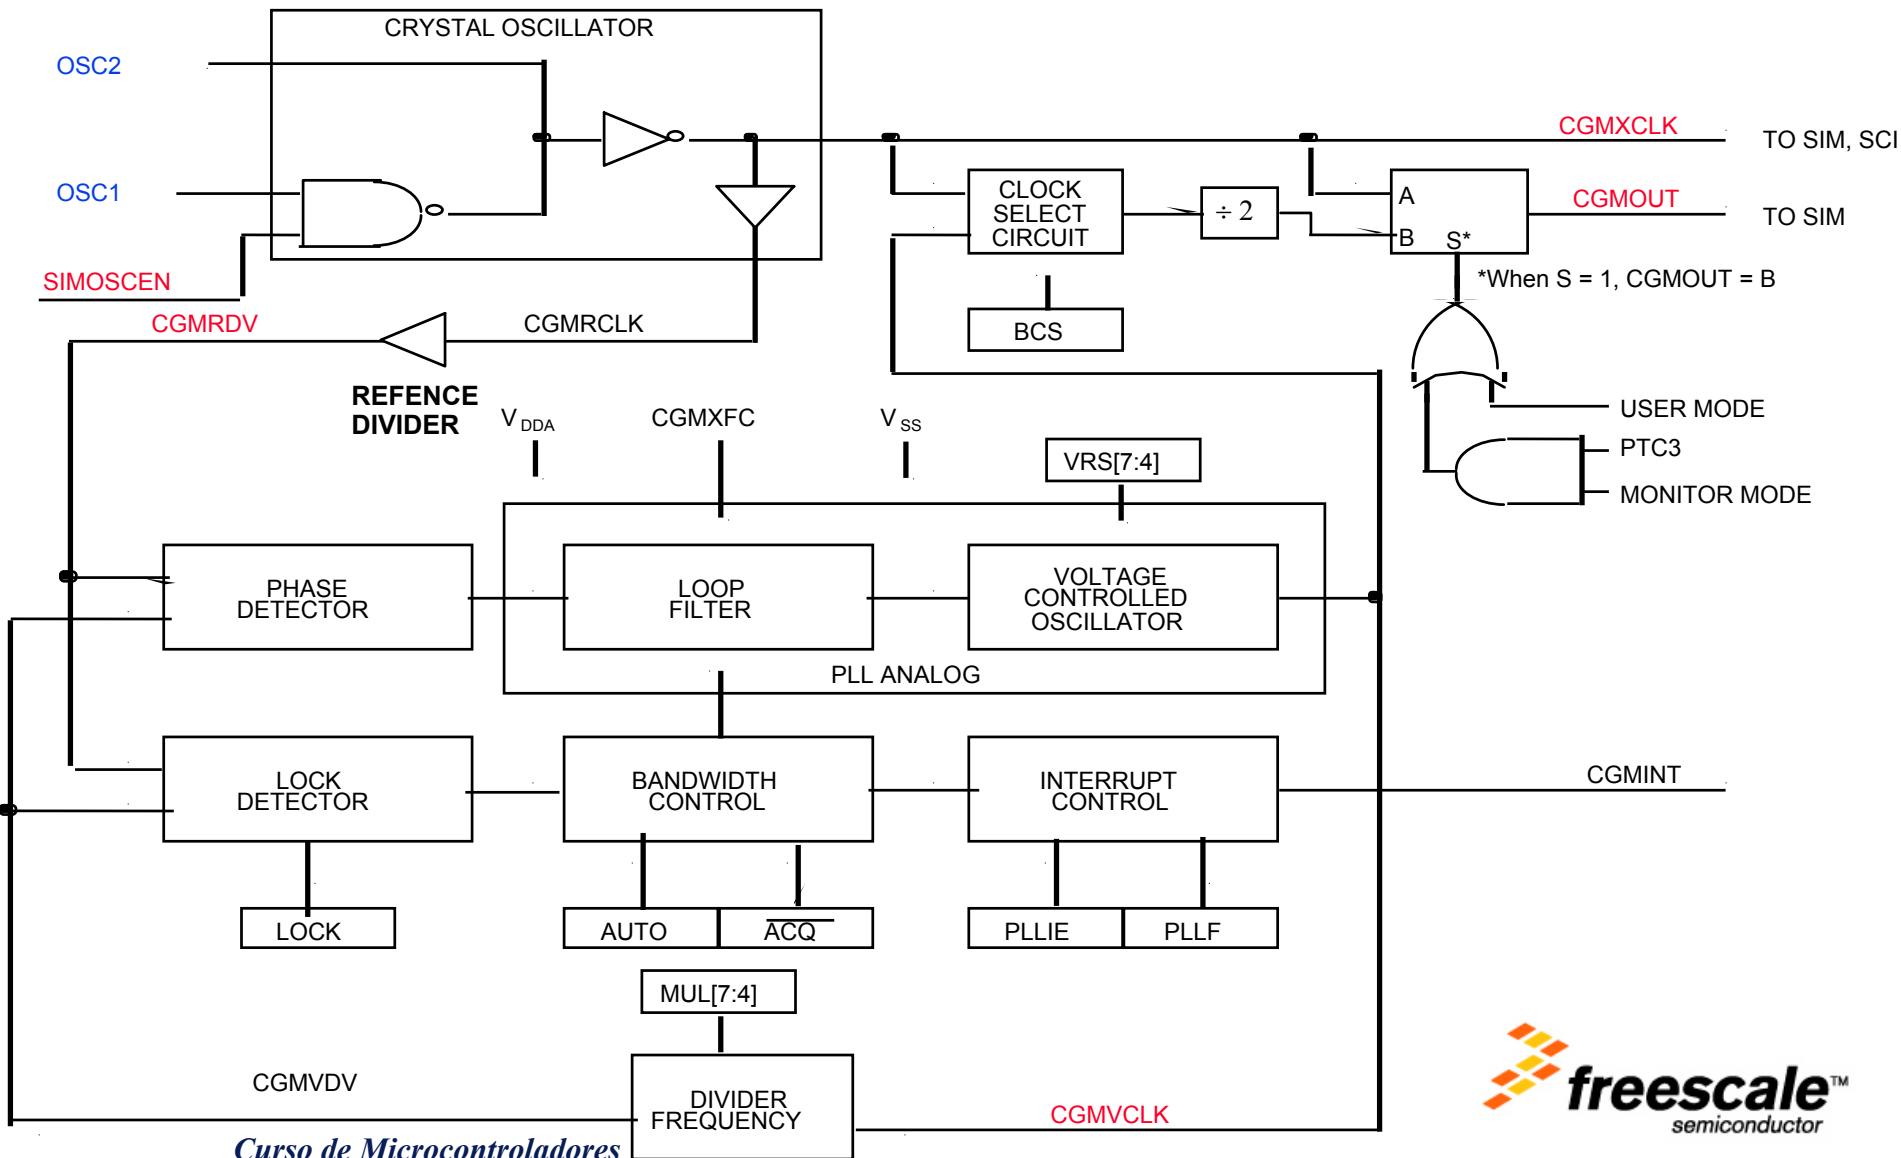 CRYSTAL OSCILLATOR
OSC2
CGMXCLK
TO SIM, SCI
OSC1
CLOCK
SELECT
CIRCUIT
÷ 2
A
B
S*
CGMOUT
TO SIM
*When S = 1, CGMOUT = B
SIMOSCEN
CGMRDV
CGMRCLK
BCS
REFENCE
DIVIDER
V DDA
CGMXFC
V SS
VRS[7:4]
USER MODE
PTC3
MONITOR MODE
PHASE
DETECTOR
LOOP
FILTER
VOLTAGE
CONTROLLED
OSCILLATOR
PLL ANALOG
LOCK
DETECTOR
BANDWIDTH
CONTROL
INTERRUPT
CONTROL
CGMINT
LOCK
AUTO
ACQ
PLLIE
PLLF
MUL[7:4]
CGMVDV
DIVIDER
FREQUENCY
CGMVCLK
freescale™
semiconductor
Curso de Microcontroladores